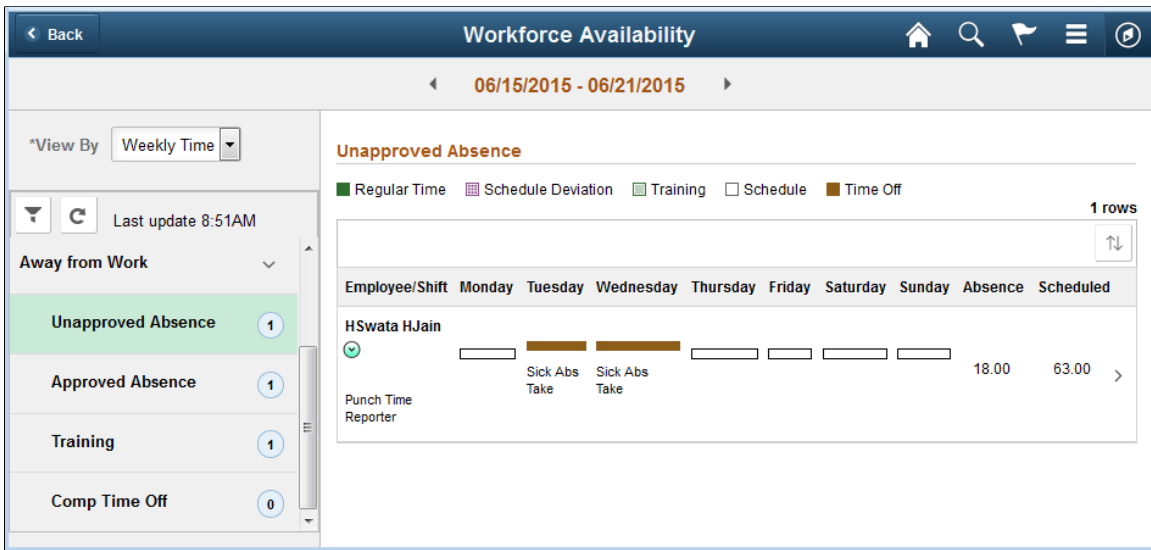 Back
Workforce Availability
06/15/2015 - 06/21/2015
*View By Weekly Time
Last update 8:51AM
Away from Work
Unapproved Absence 1
Approved Absence 1
Training 1
Comp Time Off 0
Unapproved Absence
Regular Time Schedule Deviation Training Schedule Time Off
1 rows
Employee/Shift Monday Tuesday Wednesday Thursday Friday Saturday Sunday Absence Scheduled
HSwata HJain
Sick Abs Sick Abs 18.00 63.00
Take Take
Punch Time
Reporter